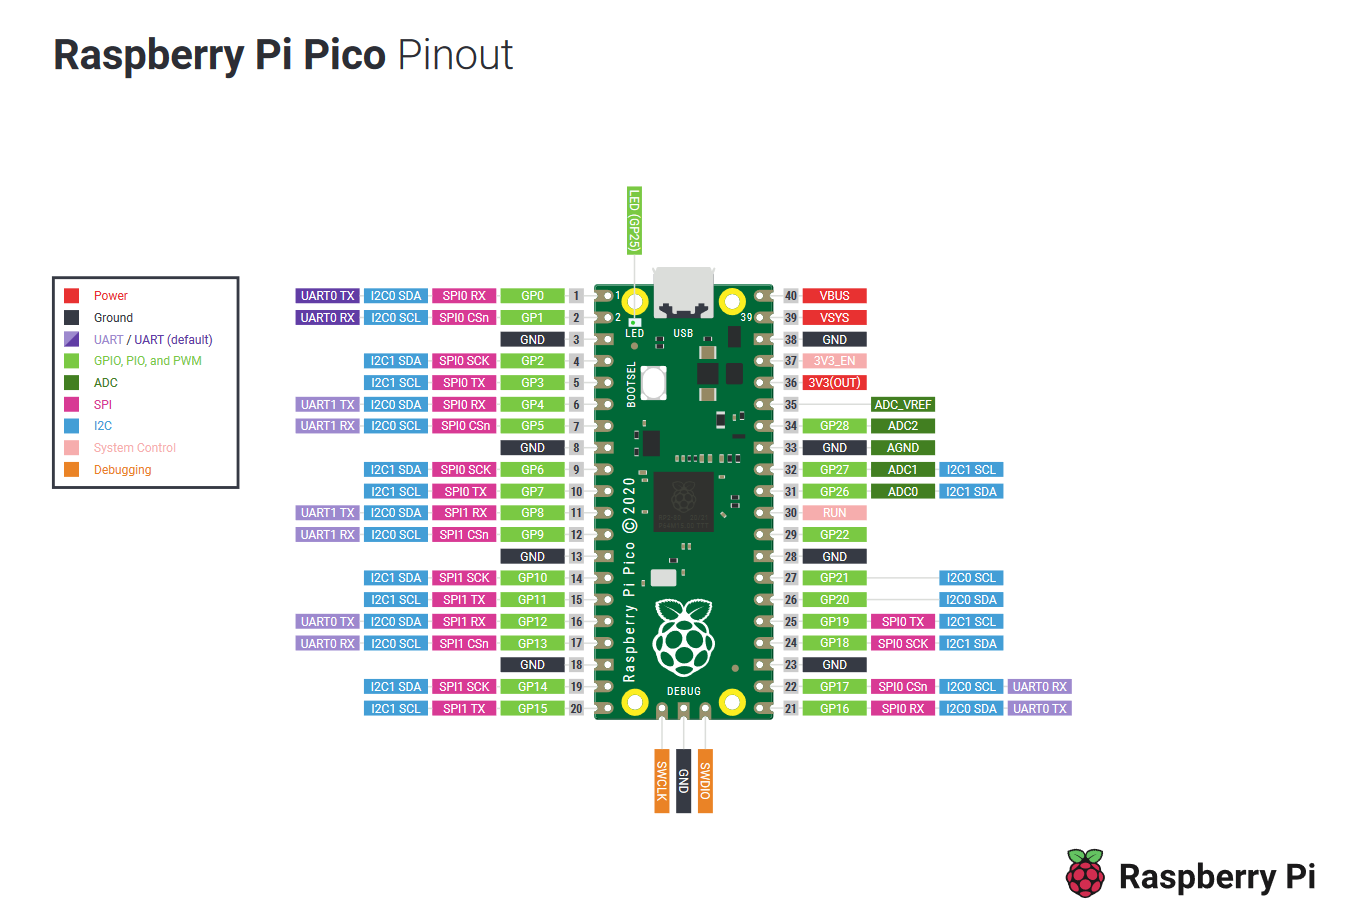 Raspberry Pi Pico Pinout
LED (GP25)
Power
Ground
UART / UART (default)
GPIO, PIO, and PWM
ADC
SPI
I2C
System Control
Debugging
UART0 TX I2C0 SDA SPI0 RX GP0 1
UART0 RX I2C0 SCL SPI0 CSn GP1 2
GND 3
I2C1 SDA SPI0 SCK GP2 4
I2C1 SCL SPI0 TX GP3 5
UART1 TX I2C0 SDA SPI0 RX GP4 6
UART1 RX I2C0 SCL SPI0 CSn GP5 7
GND 8
I2C1 SDA SPI0 SCK GP6 9
I2C1 SCL SPI0 TX GP7 10
UART1 TX I2C0 SDA SPI1 RX GP8 11
UART1 RX I2C0 SCL SPI1 CSn GP9 12
GND 13
I2C1 SDA SPI1 SCK GP10 14
I2C1 SCL SPI1 TX GP11 15
UART0 TX I2C0 SDA SPI1 RX GP12 16
UART0 RX I2C0 SCL SPI1 CSn GP13 17
GND 18
I2C1 SDA SPI1 SCK GP14 19
I2C1 SCL SPI1 TX GP15 20
1
2
39
LED
USB
BOOTSEL
Raspberry Pi Pico © 2020
DEBUG
40 VBUS
39 VSYS
38 GND
37 3V3_EN
36 3V3(OUT)
35 ADC_VREF
34 GP28 ADC2
33 GND AGND
32 GP27 ADC1 I2C1 SCL
31 GP26 ADC0 I2C1 SDA
30 RUN
29 GP22
28 GND
27 GP21 I2C0 SCL
26 GP20 I2C0 SDA
25 GP19 SPI0 TX I2C1 SCL
24 GP18 SPI0 SCK I2C1 SDA
23 GND
22 GP17 SPI0 CSn I2C0 SCL UART0 RX
21 GP16 SPI0 RX I2C0 SDA UART0 TX
SWCLK
GND
SWDIO
Raspberry Pi